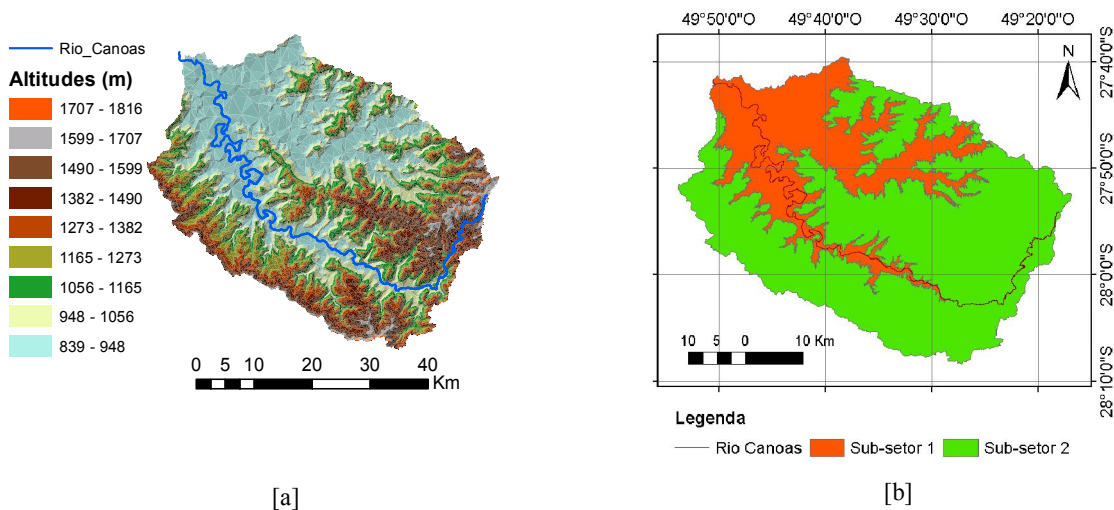 Rio_Canoas
Altitudes (m)
1707 - 1816
1599 - 1707
1490 - 1599
1382 - 1490
1273 - 1382
1165 - 1273
1056 - 1165
948 - 1056
839 - 948
0 5 10 20 30 40
Km
[a]
49°50'0"O 49°40'0"O 49°30'0"O 49°20'0"O
N
27°40'0"S
27°50'0"S
28°0'0"S
28°10'0"S
10 5 0 10 Km
Legenda
Rio Canoas Sub-setor 1 Sub-setor 2
[b]